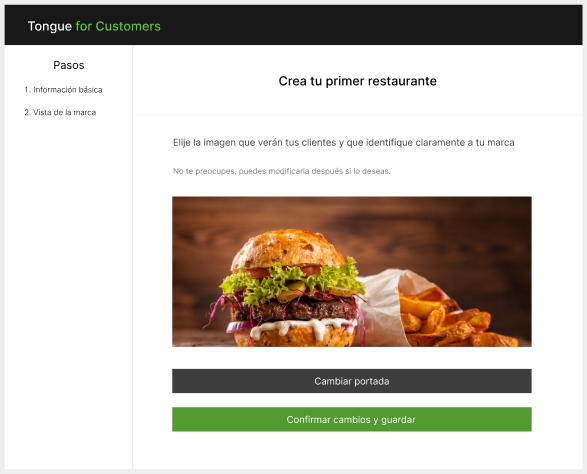 Tongue for Customers
Pasos
1. Información básica
2. Vista de la marca
Crea tu primer restaurante
Elije la imagen que verán tus clientes y que identifique claramente a tu marca
No te preocupes, puedes modificarla después si lo deseas.
Cambiar portada
Confirmar cambios y guardar